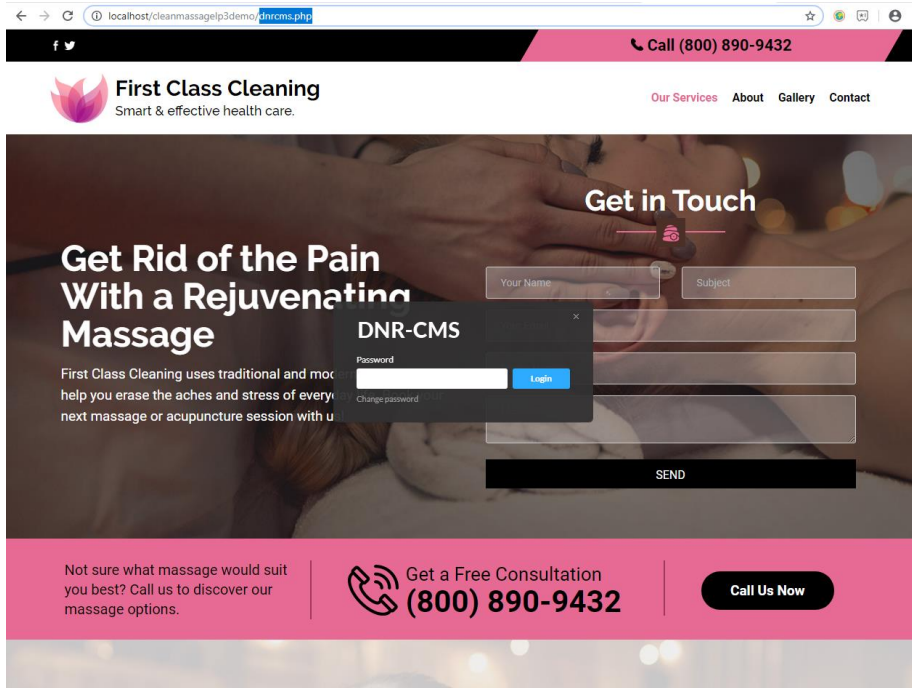 localhost/cleanmassagelp3demo/dnrcms.php
Call (800) 890-9432
First Class Cleaning
Smart & effective health care.
Our Services About Gallery Contact
Get in Touch
Get Rid of the Pain
With a Rejuvenating
Massage
First Class Cleaning uses traditional and mod
help you erase the aches and stress of every
next massage or acupuncture session with us
Your Name Subject
DNR-CMS
Password
Login
Change password
SEND
Not sure what massage would suit
you best? Call us to discover our
massage options.
Get a Free Consultation
(800) 890-9432
Call Us Now